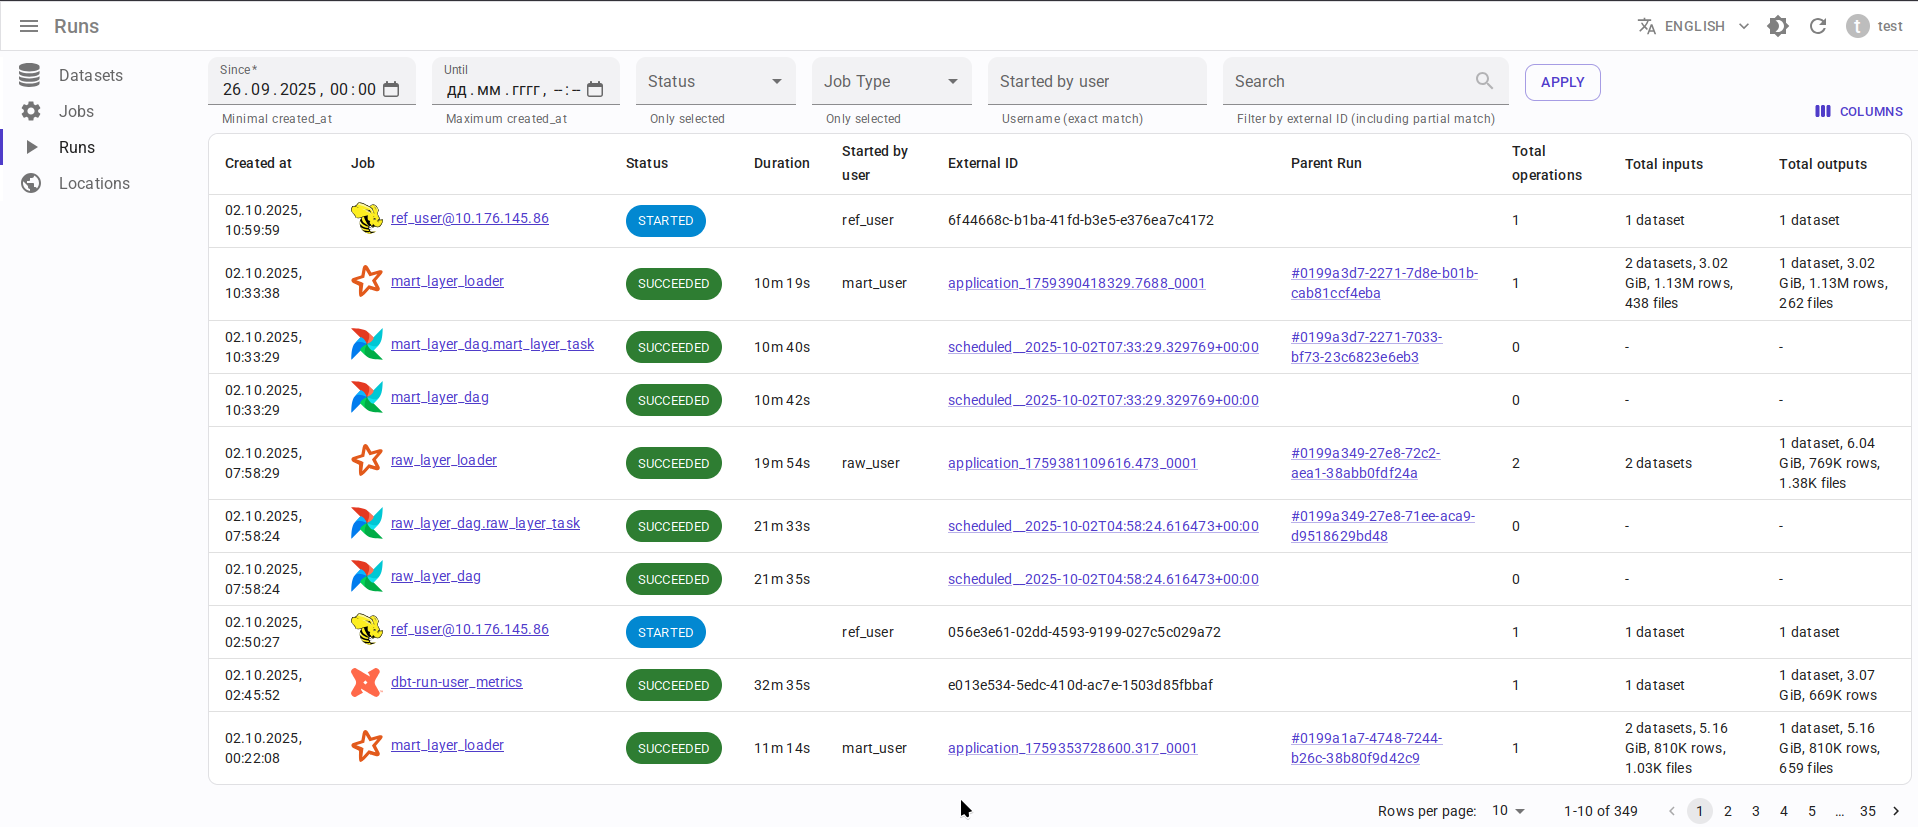 Runs
ENGLISH
t
test
Datasets
Jobs
Runs
Locations
Since*
26.09.2025, 00:00
Minimal created_at
Until
дд.мм.гггг, --:--
Maximum created_at
Status
Only selected
Job Type
Only selected
Started by user
Username (exact match)
Search
Filter by external ID (including partial match)
APPLY
COLUMNS
Created at
Job
Status
Duration
Started by
user
External ID
Parent Run
Total
operations
Total inputs
Total outputs
02.10.2025,
10:59:59
ref_user@10.176.145.86
STARTED
ref_user
6f44668c-b1ba-41fd-b3e5-e376ea7c4172
1
1 dataset
1 dataset
02.10.2025,
10:33:38
mart_layer_loader
SUCCEEDED
10m 19s
mart_user
application_1759390418329.7688_0001
#0199a3d7-2271-7d8e-b01b-
cab81ccf4eba
1
2 datasets, 3.02
GiB, 1.13M rows,
438 files
1 dataset, 3.02
GiB, 1.13M rows,
262 files
02.10.2025,
10:33:29
mart_layer_dag.mart_layer_task
SUCCEEDED
10m 40s
scheduled__2025-10-02T07:33:29.329769+00:00
#0199a3d7-2271-7033-
bf73-23c6823e6eb3
0
-
-
02.10.2025,
10:33:29
mart_layer_dag
SUCCEEDED
10m 42s
scheduled__2025-10-02T07:33:29.329769+00:00
0
-
-
02.10.2025,
07:58:29
raw_layer_loader
SUCCEEDED
19m 54s
raw_user
application_1759381109616.473_0001
#0199a349-27e8-72c2-
aea1-38abb0fdf24a
2
2 datasets
1 dataset, 6.04
GiB, 769K rows,
1.38K files
02.10.2025,
07:58:24
raw_layer_dag.raw_layer_task
SUCCEEDED
21m 33s
scheduled__2025-10-02T04:58:24.616473+00:00
#0199a349-27e8-71ee-aca9-
d9518629bd48
0
-
-
02.10.2025,
07:58:24
raw_layer_dag
SUCCEEDED
21m 35s
scheduled__2025-10-02T04:58:24.616473+00:00
0
-
-
02.10.2025,
02:50:27
ref_user@10.176.145.86
STARTED
ref_user
056e3e61-02dd-4593-9199-027c5c029a72
1
1 dataset
1 dataset
02.10.2025,
02:45:52
dbt-run-user_metrics
SUCCEEDED
32m 35s
e013e534-5edc-410d-ac7e-1503d85fbbaf
1
1 dataset
1 dataset, 3.07
GiB, 669K rows
02.10.2025,
00:22:08
mart_layer_loader
SUCCEEDED
11m 14s
mart_user
application_1759353728600.317_0001
#0199a1a7-4748-7244-
b26c-38b80f9d42c9
1
2 datasets, 5.16
GiB, 810K rows,
1.03K files
1 dataset, 5.16
GiB, 810K rows,
659 files
Rows per page: 10
1-10 of 349
1 2 3 4 5 ... 35